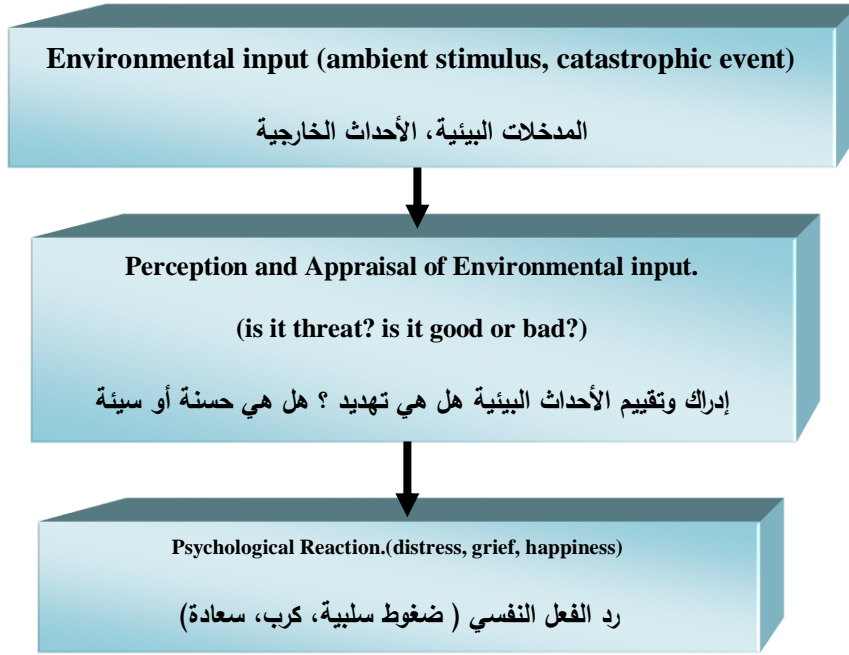 Environmental input (ambient stimulus, catastrophic event)
المدخلات البيئية، الأحداث الخارجية
Perception and Appraisal of Environmental input.
(is it threat? is it good or bad?)
إدراك وتقييم الأحداث البيئية هل هي تهديد ؟ هل هي حسنة أو سيئة
Psychological Reaction.(distress, grief, happiness)
رد الفعل النفسي ( ضغوط سلبية، كرب، سعادة)